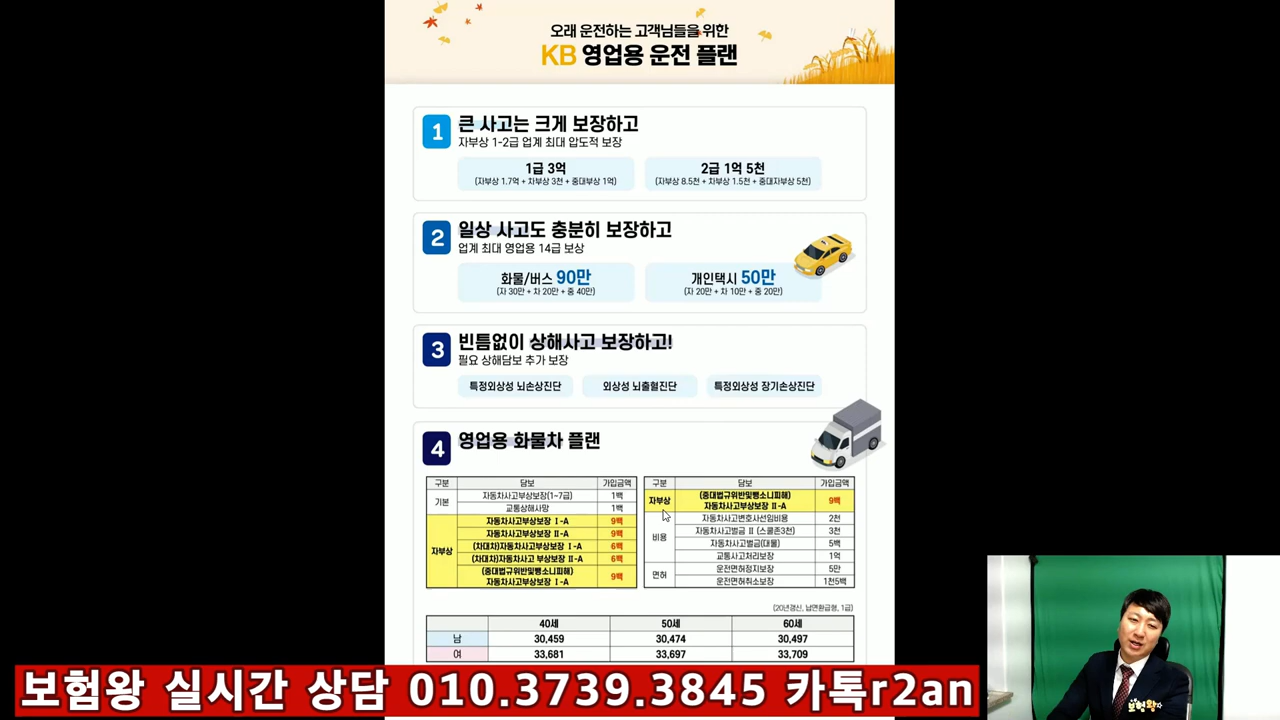 오래 운전하는 고객님들을 위한
KB 영업용 운전 플랜
1
큰 사고는 크게 보장하고
자부상 1-2급 업계 최대 압도적 보장
1급 3억
(자부상 1.7억 + 차부상 3천 + 중대부상 1억)
2급 1억 5천
(자부상 8.5천 + 차부상 1.5천 + 중대자부상 5천)
2
일상 사고도 충분히 보장하고
업계 최대 영업용 14급 보상
화물/버스 90만
(자 30만 + 차 20만 + 중 40만)
개인택시 50만
(자 20만 + 차 10만 + 중 20만)
3
빈틈없이 상해사고 보장하고!
필요 상해담보 추가 보장
특정외상성 뇌손상진단
외상성 뇌출혈진단
특정외상성 장기손상진단
4
영업용 화물차 플랜
구분 담보 가입금액
기본
자동차사고부상보장(1~7급) 1백
교통상해사망 1백
자부상
자동차사고부상보장 Ⅰ-A 9백
자동차사고부상보장 Ⅱ-A 9백
(차대차)자동차사고부상보장 Ⅰ-A 6백
(차대차)자동차사고 부상보장 Ⅱ-A 6백
(중대법규위반및뺑소니피해)
자동차사고부상보장 Ⅰ-A 9백
구분 담보 가입금액
자부상
(중대법규위반및뺑소니피해)
자동차사고부상보장 Ⅱ-A 9백
비용
자동차사고변호사선임비용 2천
자동차사고벌금 Ⅱ (스쿨존3천) 3천
자동차사고벌금(대물) 5백
교통사고처리보장 1억
면허
운전면허정지보장 5만
운전면허취소보장 1천5백
(20년갱신, 납면환급형, 1급)
40세 50세 60세
남 30,459 30,474 30,497
여 33,681 33,697 33,709
보험왕 실시간 상담 010.3739.3845 카톡r2an
보험왕